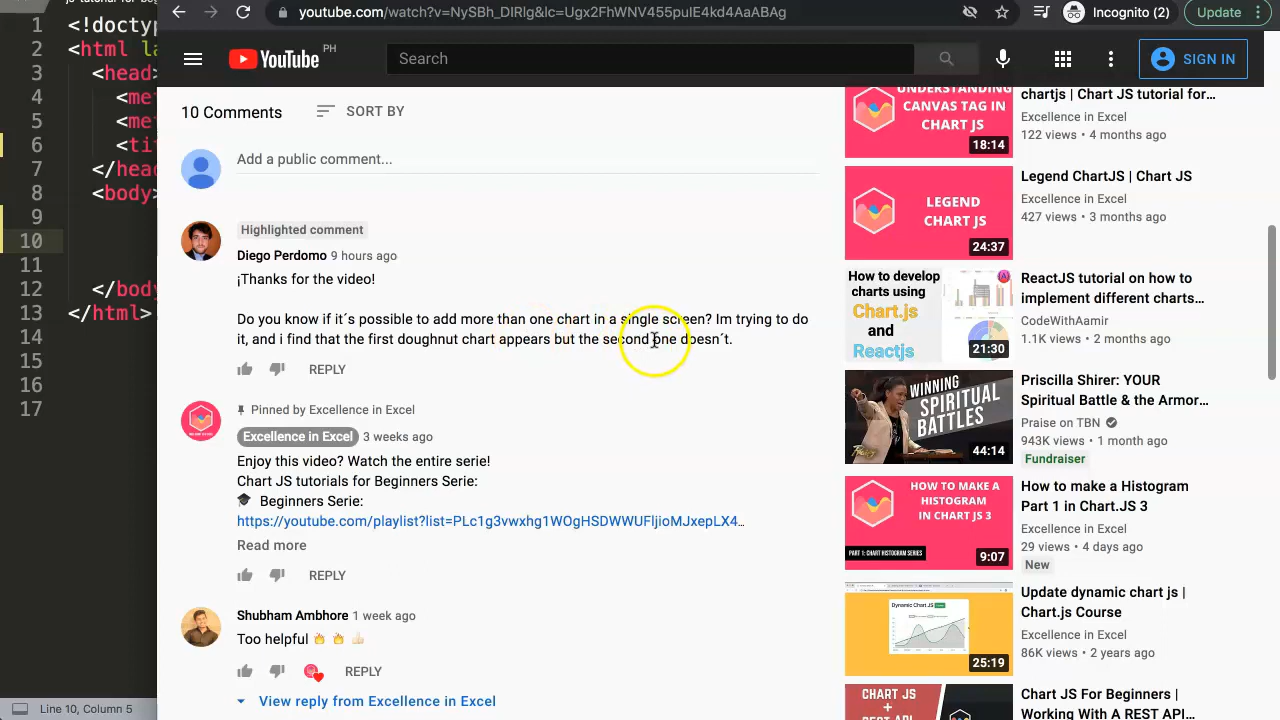 1 <!doctyp
2 <html la
3 <head>
4 <me
5 <me
6 <ti
7 </hea
8 <body>
9
10
11
12 </body
13 </html>
14
15
16
17
Line 10, Column 5
youtube.com/watch?v=NySBh_DIRlg&lc=Ugx2FhWNV455puIE4kd4AaABAg
Incognito (2)
Update
YouTube PH
Search
SIGN IN
10 Comments
SORT BY
Add a public comment...
Highlighted comment
Diego Perdomo 9 hours ago
¡Thanks for the video!
Do you know if it´s possible to add more than one chart in a single screen? Im trying to do
it, and i find that the first doughnut chart appears but the second one doesn´t.
REPLY
Pinned by Excellence in Excel
Excellence in Excel 3 weeks ago
Enjoy this video? Watch the entire serie!
Chart JS tutorials for Beginners Serie:
🎓 Beginners Serie:
https://youtube.com/playlist?list=PLc1g3vwxhg1WOgHSDWWUFljioMJxepLX4…
Read more
REPLY
Shubham Ambhore 1 week ago
Too helpful 🔥 🔥 👍🏻
REPLY
View reply from Excellence in Excel
UNDERSTANDING
CANVAS TAG IN
CHART JS
18:14
chartjs | Chart JS tutorial for...
Excellence in Excel
122 views • 4 months ago
LEGEND
CHART JS
24:37
Legend ChartJS | Chart JS
Excellence in Excel
427 views • 3 months ago
How to develop
charts using
Chart.js
and
Reactjs
21:30
ReactJS tutorial on how to
implement different charts...
CodeWithAamir
1.1K views • 2 months ago
WINNING
SPIRITUAL
BATTLES
44:14
Priscilla Shirer: YOUR
Spiritual Battle & the Armor...
Praise on TBN
943K views • 1 month ago
Fundraiser
HOW TO MAKE A
HISTOGRAM
IN CHART JS 3
PART 1: CHART HISTOGRAM SERIES
9:07
How to make a Histogram
Part 1 in Chart.JS 3
Excellence in Excel
29 views • 4 days ago
New
Dynamic Chart JS
25:19
Update dynamic chart js |
Chart.js Course
Excellence in Excel
86K views • 2 years ago
CHART JS
+
Chart JS For Beginners |
Working With A REST API...